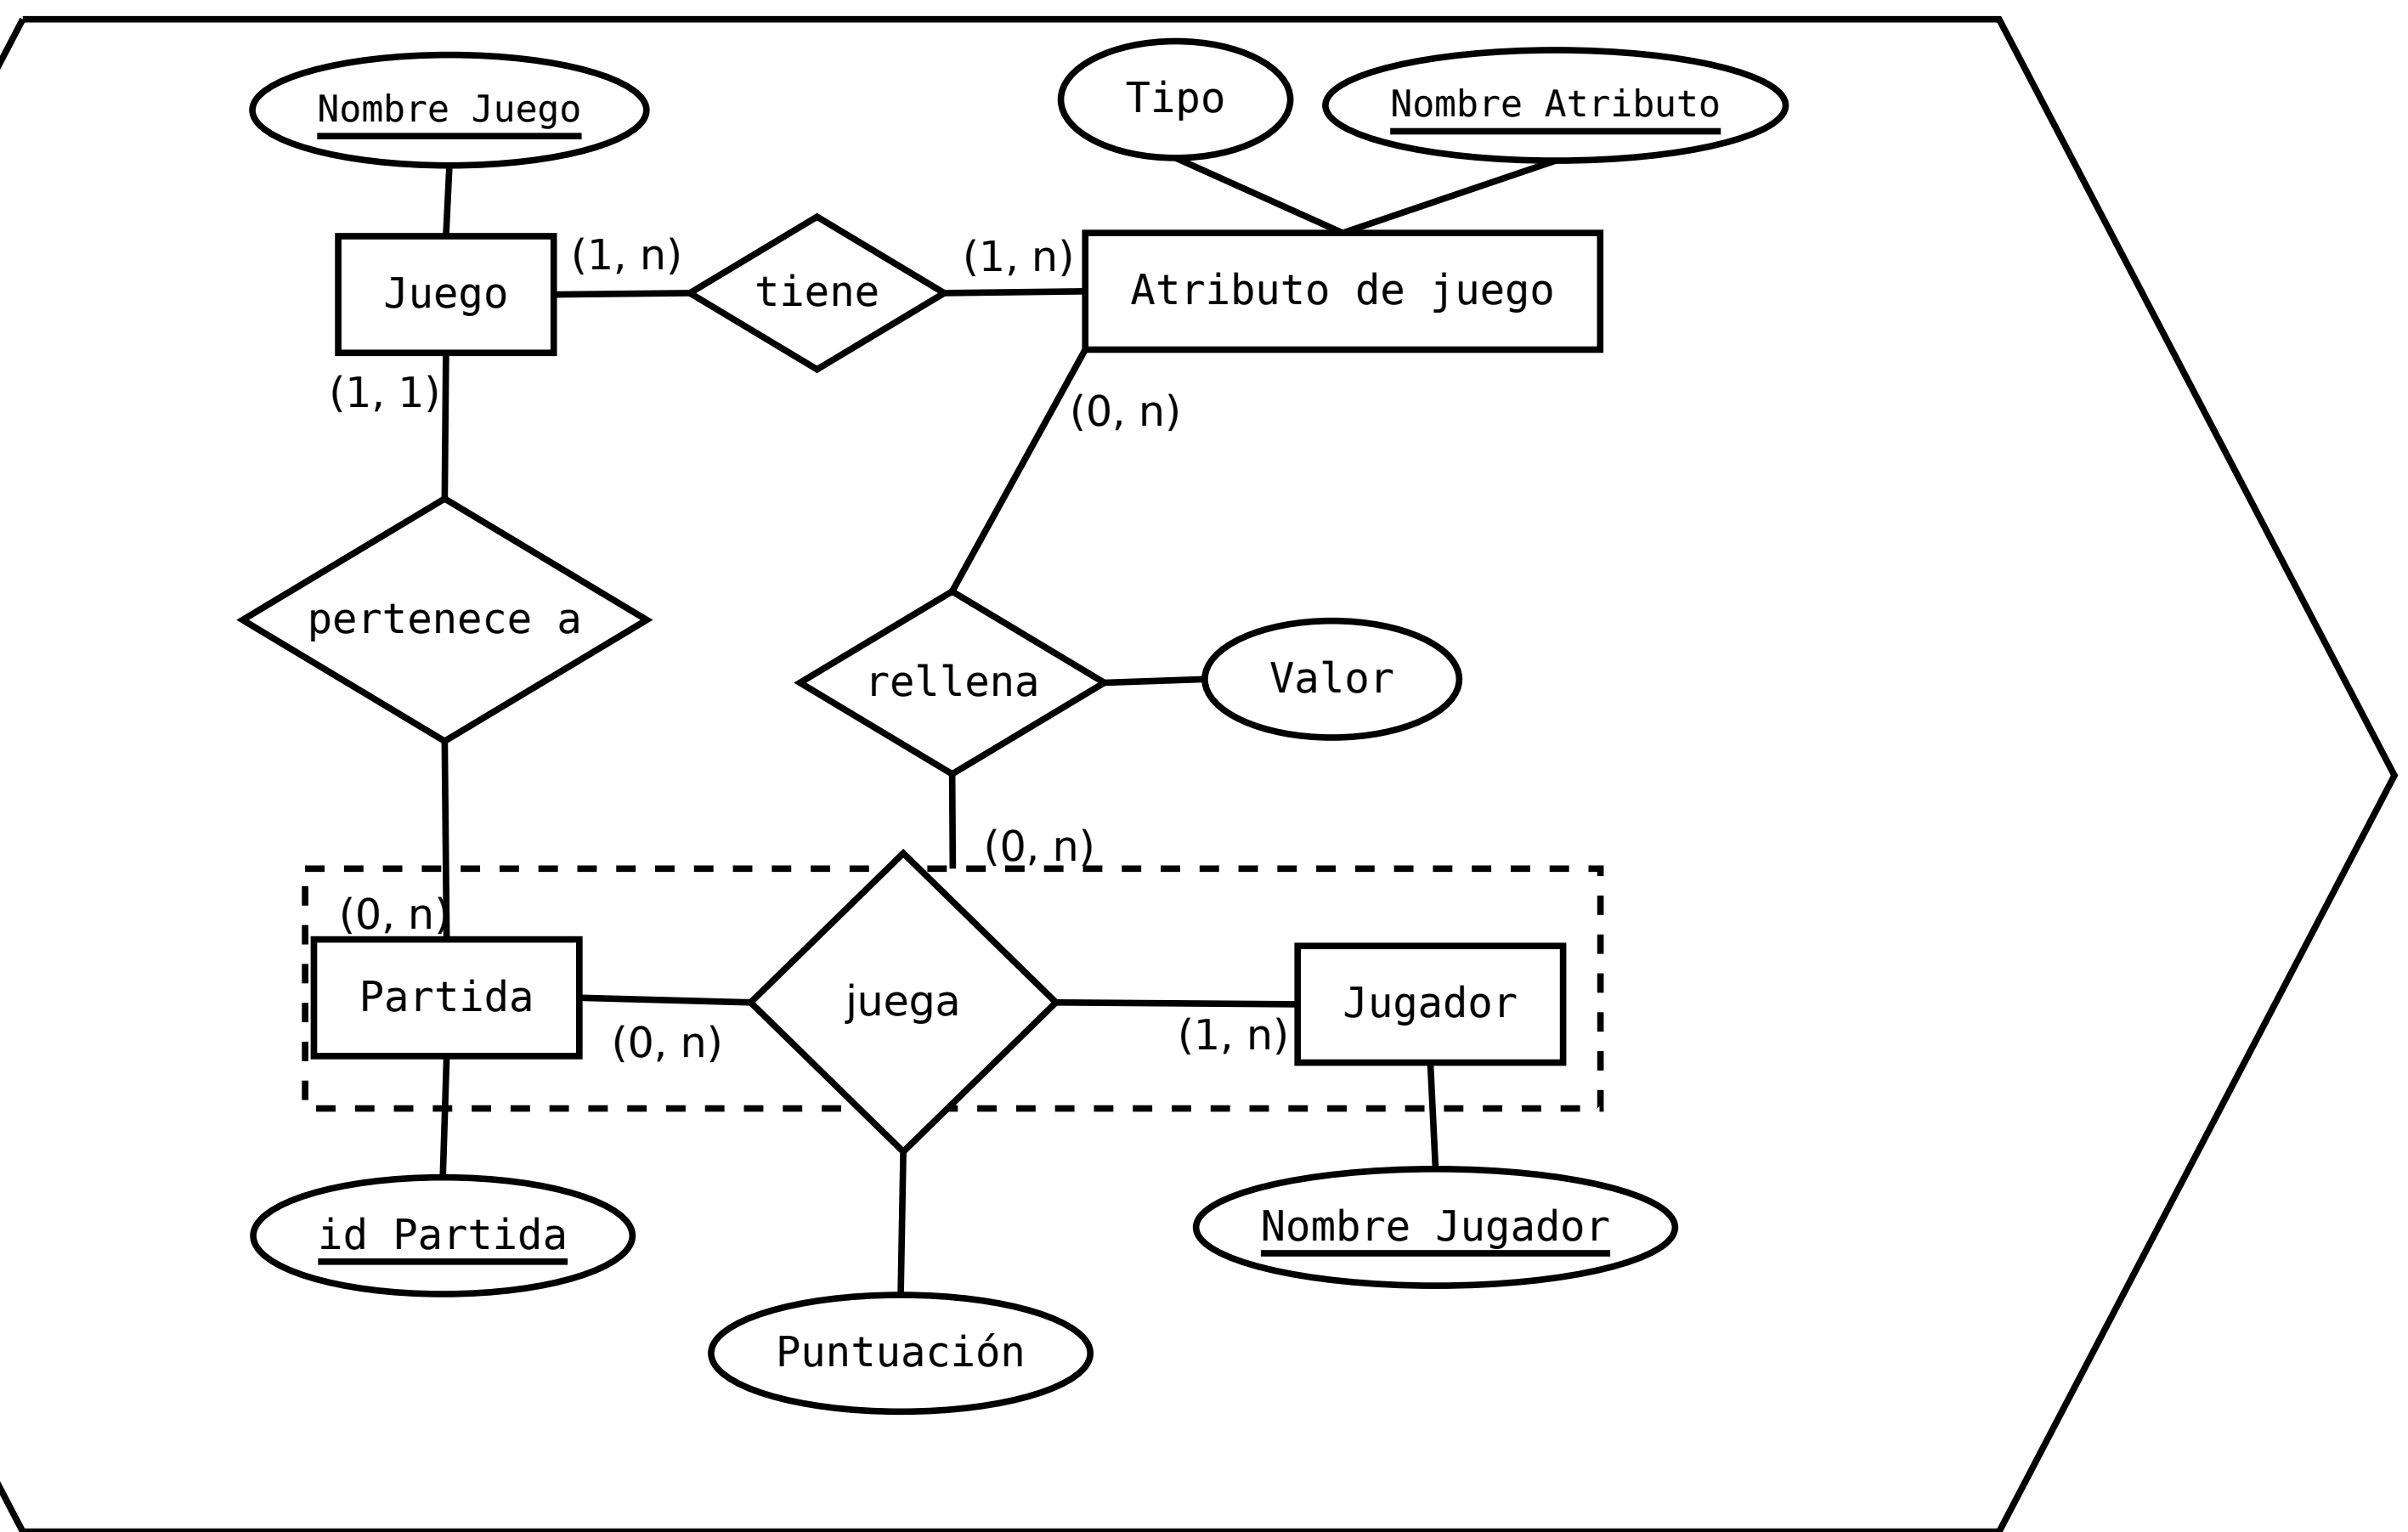 Nombre Juego
Tipo
Nombre Atributo
Juego
(1, n)
tiene
(1, n)
Atributo de juego
(1, 1)
(0, n)
pertenece a
rellena
Valor
(0, n)
(0, n)
Partida
(0, n)
juega
(1, n)
Jugador
id Partida
Nombre Jugador
Puntuación